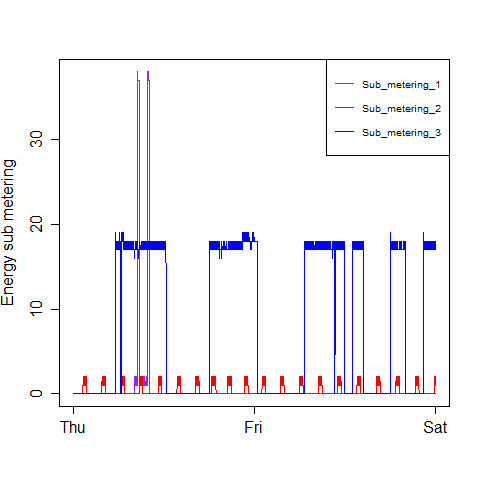 Sub_metering_1
Sub_metering_2
Sub_metering_3
Energy sub metering
30
20
10
0
Thu Fri Sat